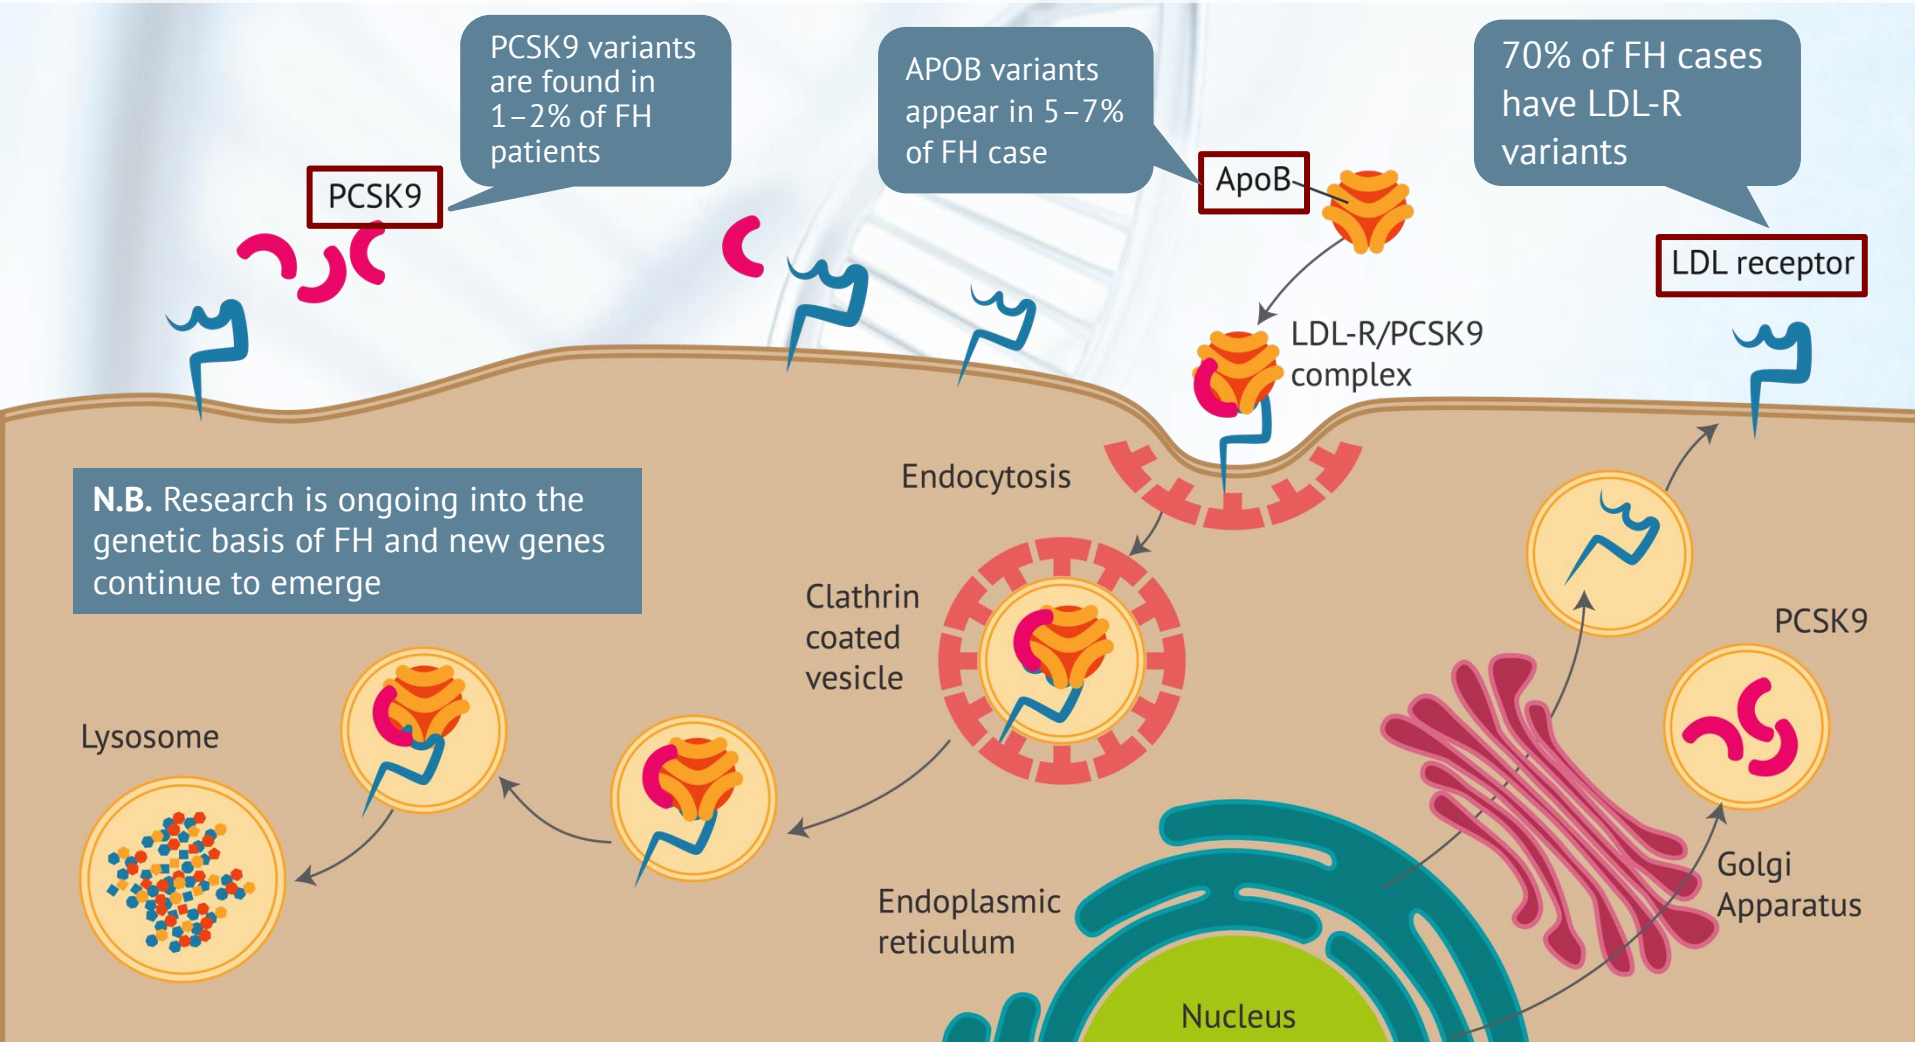 PCSK9 variants
are found in
1–2% of FH
patients
PCSK9
APOB variants
appear in 5–7%
of FH case
ApoB
70% of FH cases
have LDL-R
variants
LDL receptor
LDL-R/PCSK9
complex
Endocytosis
N.B. Research is ongoing into the
genetic basis of FH and new genes
continue to emerge
Clathrin
coated
vesicle
PCSK9
Lysosome
Golgi
Apparatus
Endoplasmic
reticulum
Nucleus